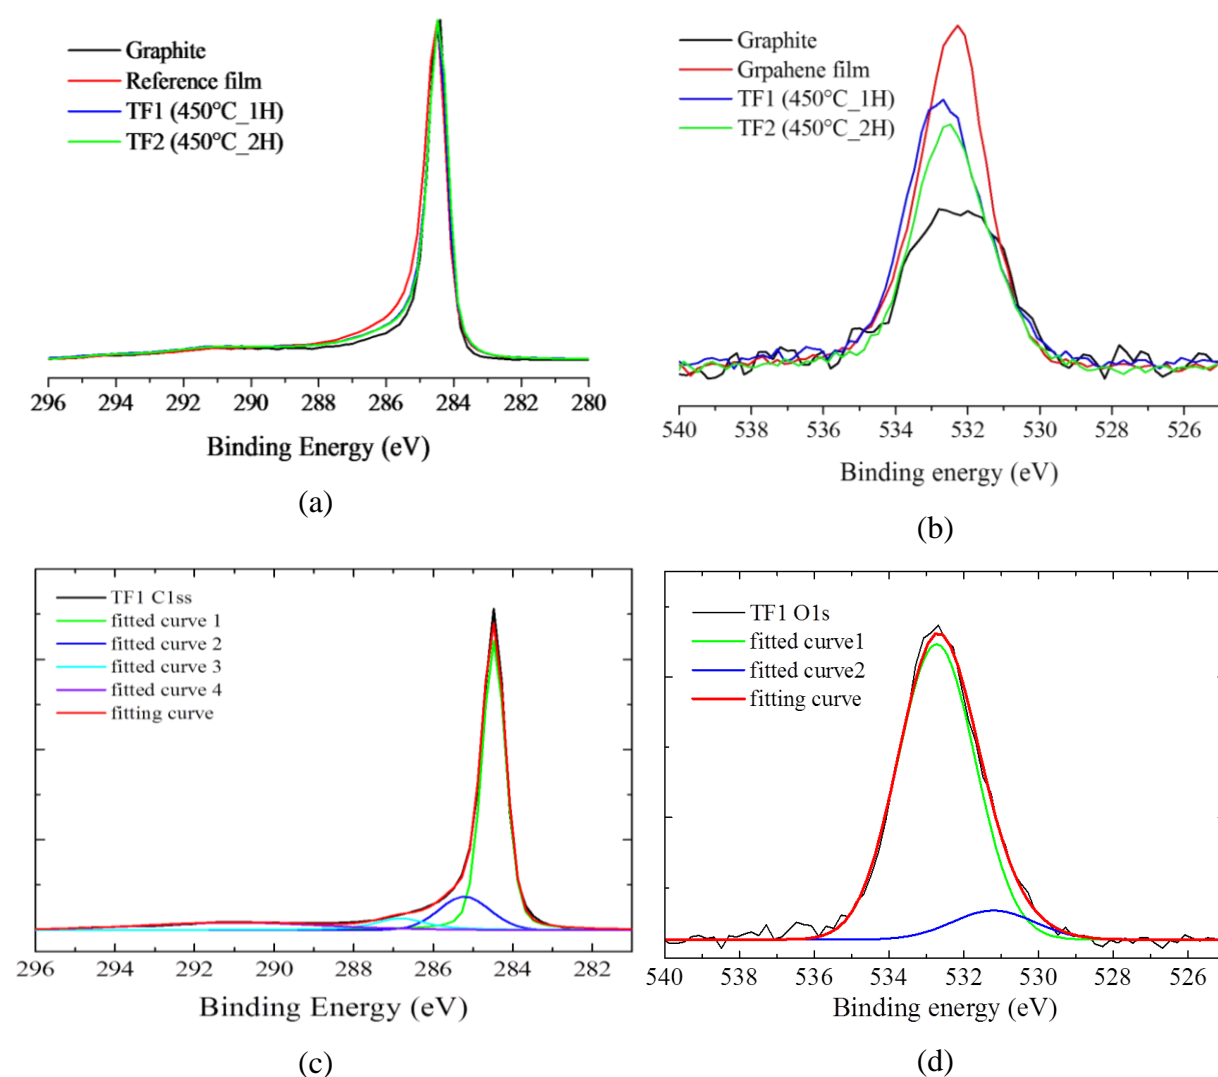 Graphite
Reference film
TF1 (450°C_1H)
TF2 (450°C_2H)
296 294 292 290 288 286 284 282 280
Binding Energy (eV)
(a)
Graphite
Grpahene film
TF1 (450°C_1H)
TF2 (450°C_2H)
540 538 536 534 532 530 528 526
Binding energy (eV)
(b)
TF1 C1ss
fitted curve 1
fitted curve 2
fitted curve 3
fitted curve 4
fitting curve
296 294 292 290 288 286 284 282
Binding Energy (eV)
(c)
TF1 O1s
fitted curve1
fitted curve2
fitting curve
540 538 536 534 532 530 528 526
Binding energy (eV)
(d)